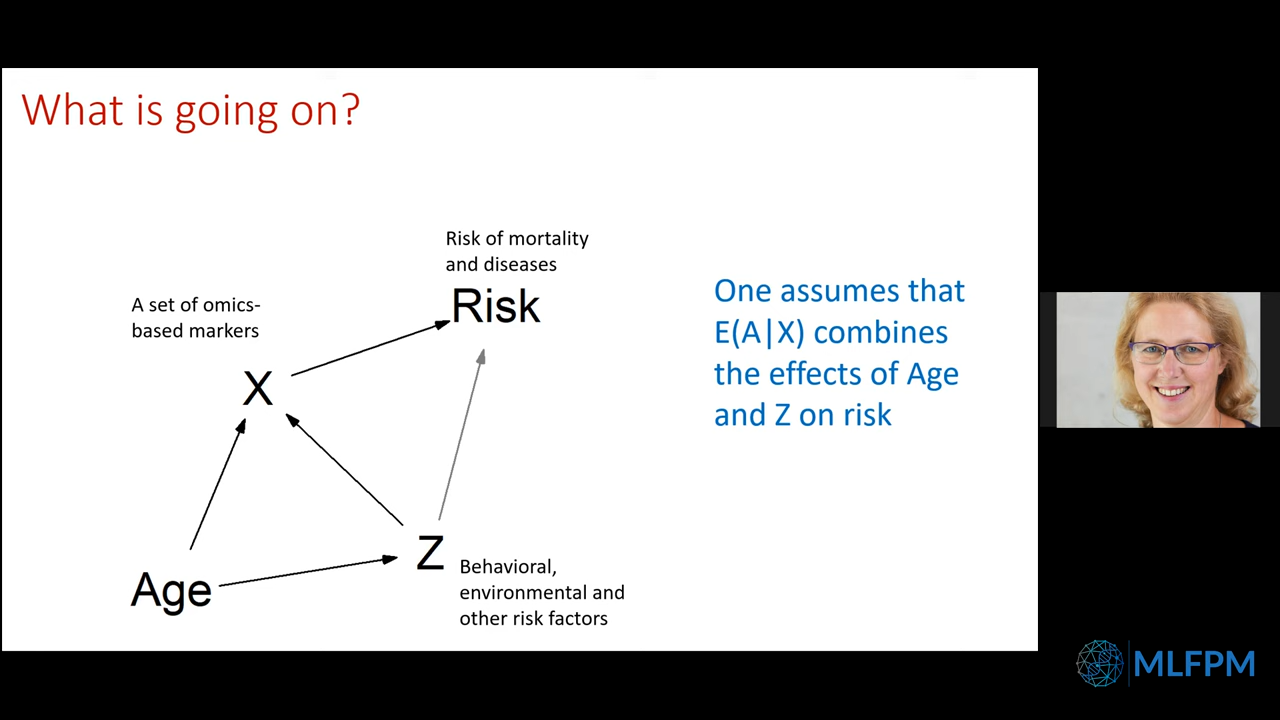 What is going on?
Risk of mortality
and diseases
Risk
A set of omics-
based markers
X
One assumes that
E(A|X) combines
the effects of Age
and Z on risk
Z
Behavioral,
environmental and
other risk factors
Age
MLFPM